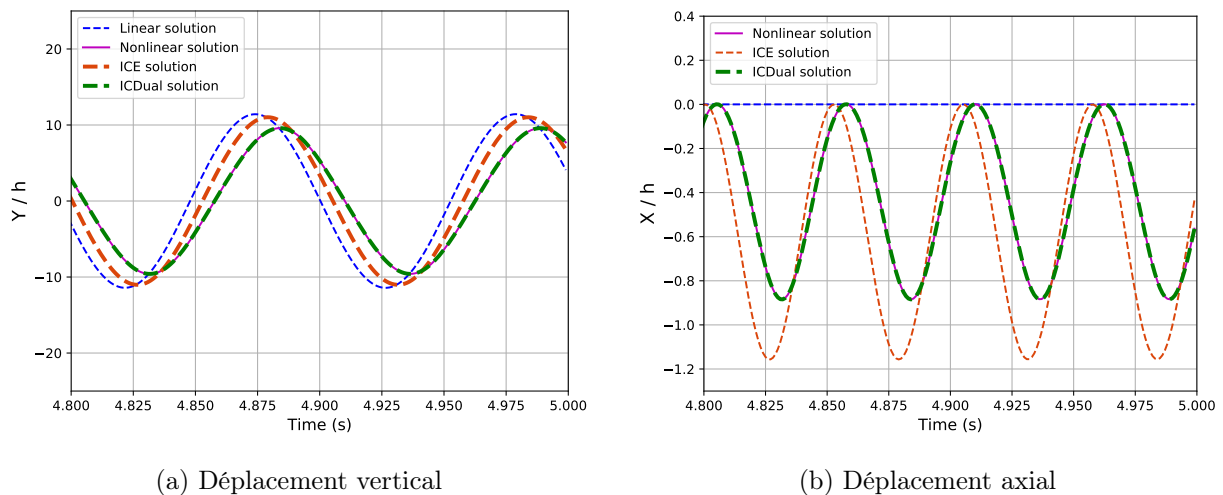 Linear solution
Nonlinear solution
ICE solution
ICDual solution
Y / h
20
10
0
−10
−20
4.800 4.825 4.850 4.875 4.900 4.925 4.950 4.975 5.000
Time (s)
(a) Déplacement vertical
Nonlinear solution
ICE solution
ICDual solution
X / h
0.4
0.2
0.0
−0.2
−0.4
−0.6
−0.8
−1.0
−1.2
4.800 4.825 4.850 4.875 4.900 4.925 4.950 4.975 5.000
Time (s)
(b) Déplacement axial